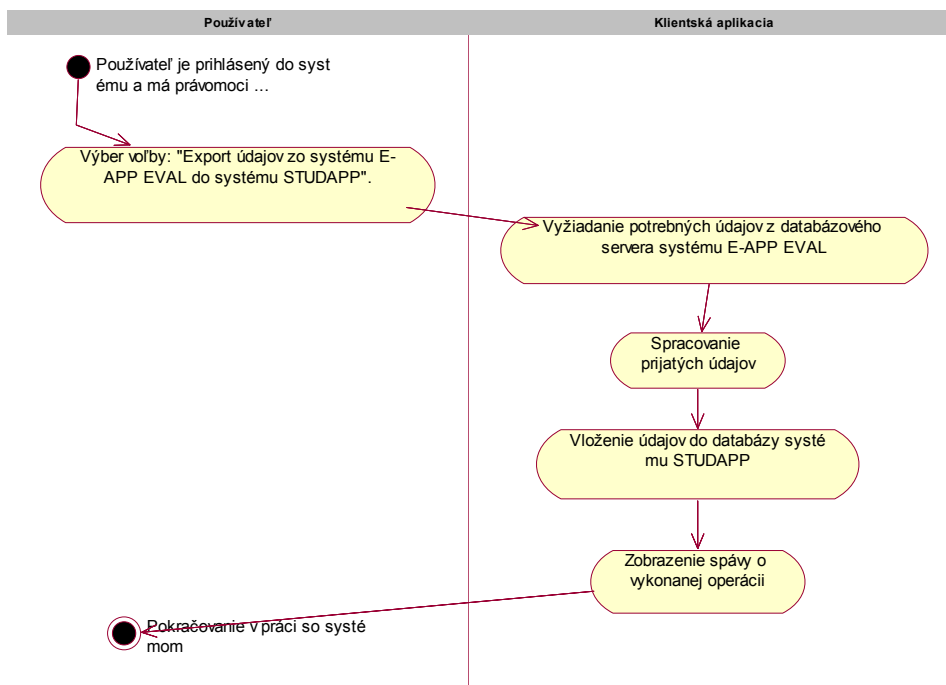 Používateľ
Klientská aplikacia
Používateľ je prihlásený do syst
ému a má právomoci ...
Výber voľby: "Export údajov zo systému E-
APP EVAL do systému STUDAPP".
Vyžiadanie potrebných údajov z databázového
servera systému E-APP EVAL
Spracovanie
prijatých údajov
Vloženie údajov do databázy systé
mu STUDAPP
Zobrazenie spávy o
vykonanej operácii
Pokračovanie v práci so systé
mom